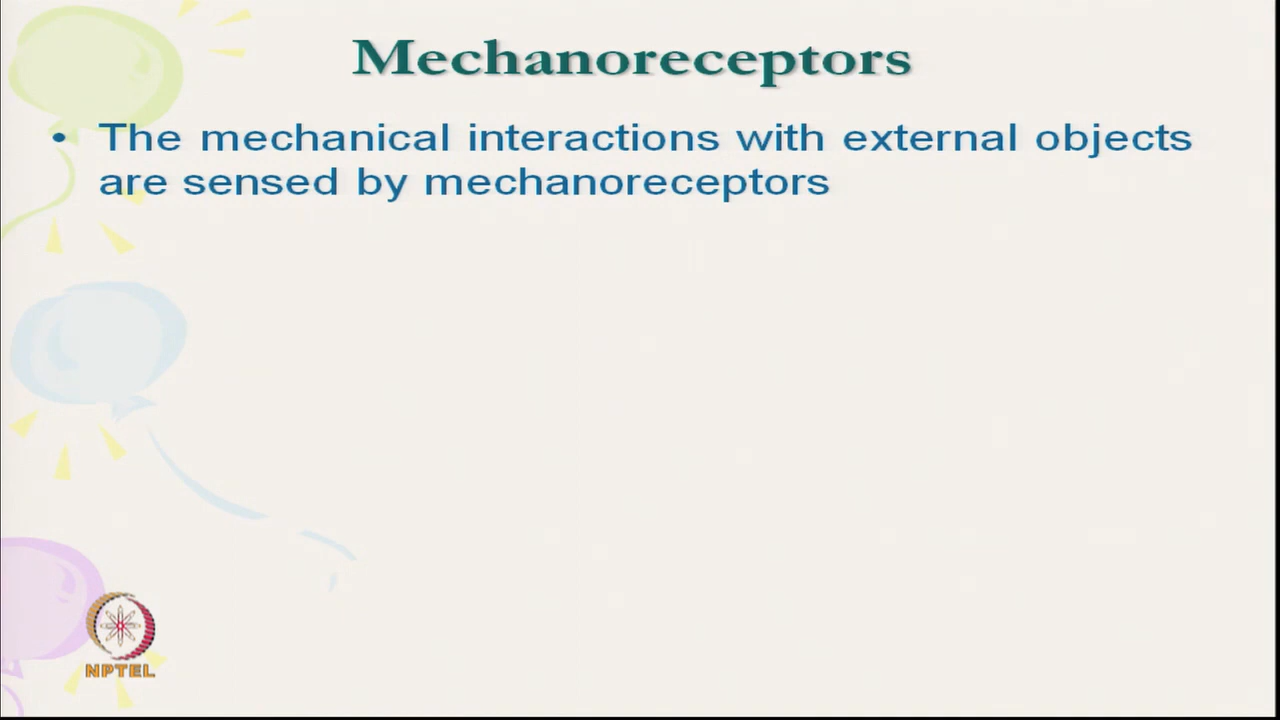 Mechanoreceptors
• The mechanical interactions with external objects
are sensed by mechanoreceptors
NPTEL